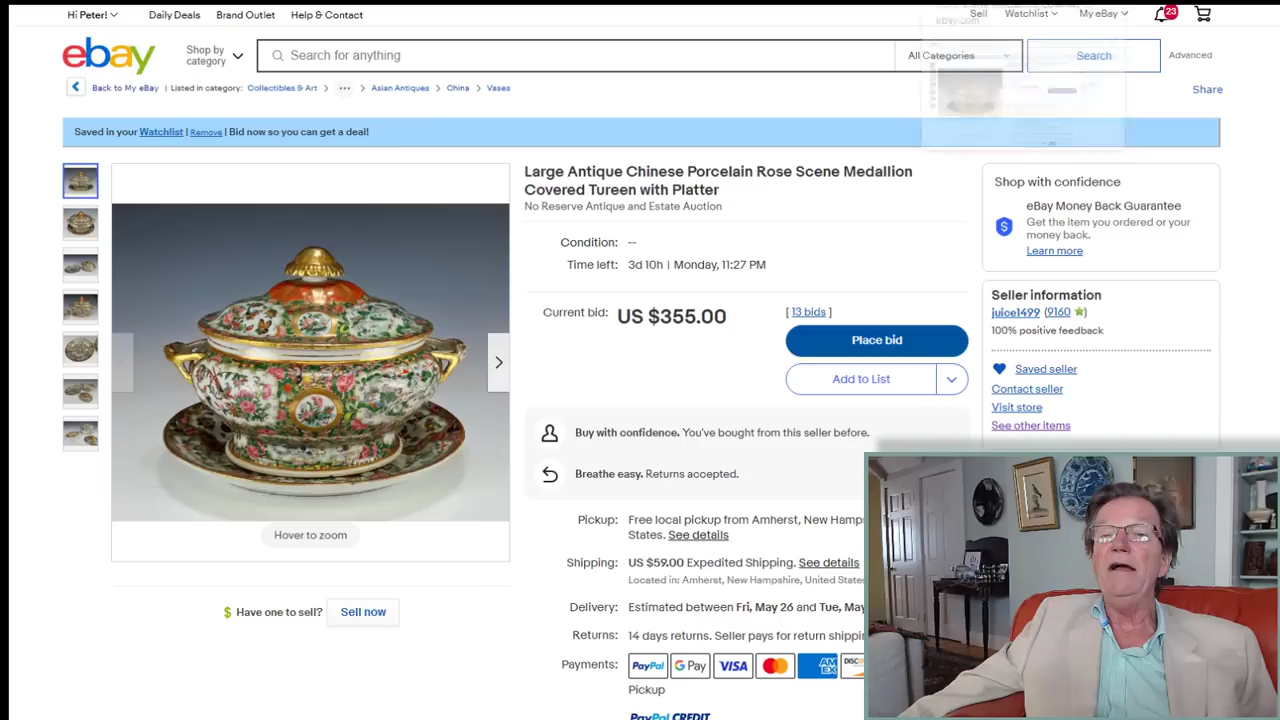 Hi Peter!
Daily Deals
Brand Outlet
Help & Contact
Sell
Watchlist
My eBay
23
ebay.com
ebay
Shop by category
Search for anything
All Categories
Search
Advanced
Back to My eBay | Listed in category: Collectibles & Art > ... > Asian Antiques > China > Vases
Share
Saved in your Watchlist | Remove | Bid now so you can get a deal!
Large Antique Chinese Porcelain Rose Scene Medallion
Covered Tureen with Platter
No Reserve Antique and Estate Auction
Condition: --
Time left: 3d 10h | Monday, 11:27 PM
Current bid: US $355.00
[ 13 bids ]
Place bid
Add to List
Buy with confidence. You've bought from this seller before.
Breathe easy. Returns accepted.
Pickup: Free local pickup from Amherst, New Hamp
States. See details
Shipping: US $59.00 Expedited Shipping. See details
Located in: Amherst, New Hampshire, United State
Delivery: Estimated between Fri, May 26 and Tue, May
Returns: 14 days returns. Seller pays for return shippin
Payments: PayPal G Pay VISA AM EX DISC
Pickup
PayPal CREDIT
Hover to zoom
$ Have one to sell? Sell now
Shop with confidence
eBay Money Back Guarantee
Get the item you ordered or your
money back.
Learn more
Seller information
juice1499 (9160)
100% positive feedback
Saved seller
Contact seller
Visit store
See other items